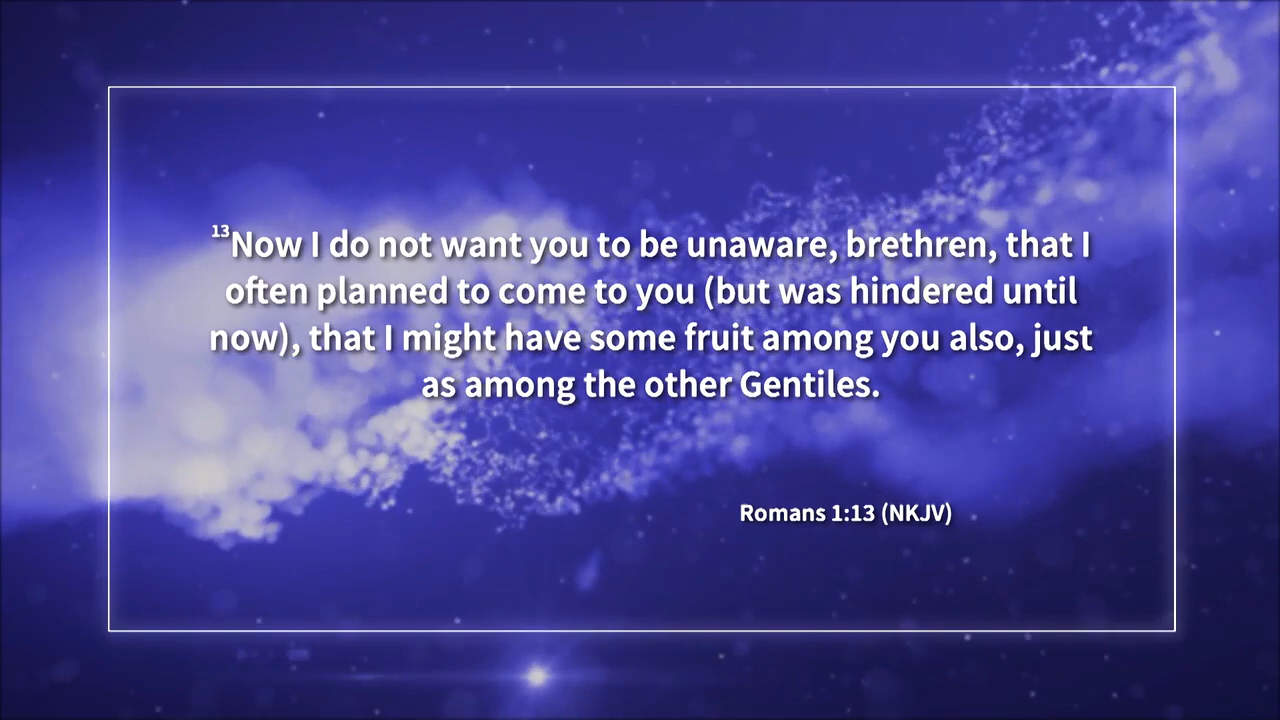 13Now I do not want you to be unaware, brethren, that I
often planned to come to you (but was hindered until
now), that I might have some fruit among you also, just
as among the other Gentiles.
Romans 1:13 (NKJV)